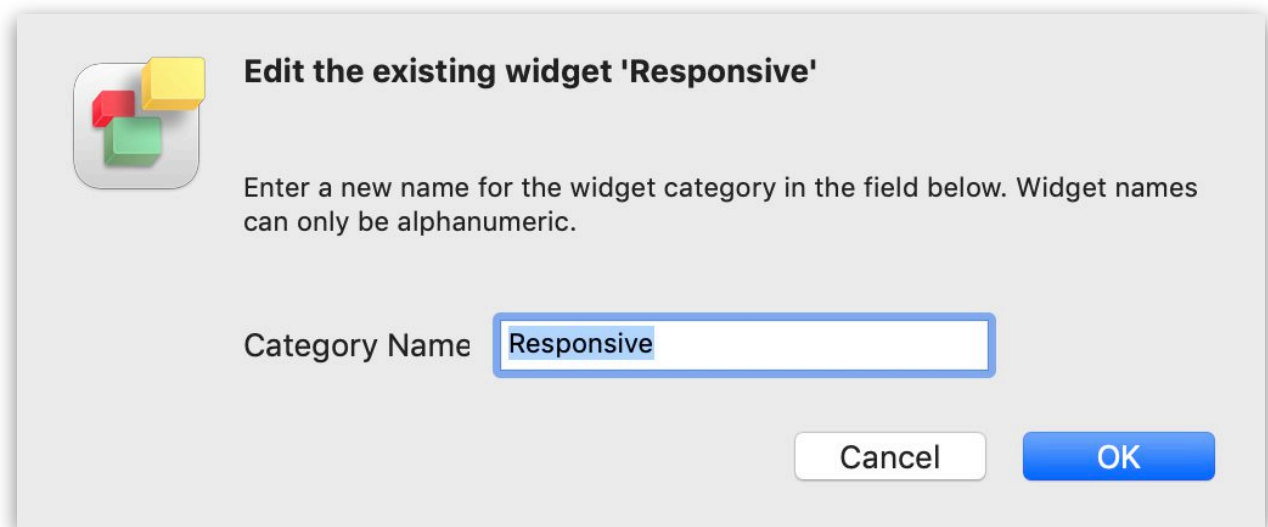 Edit the existing widget 'Responsive'
Enter a new name for the widget category in the field below. Widget names
can only be alphanumeric.
Category Name
Responsive
Cancel
OK